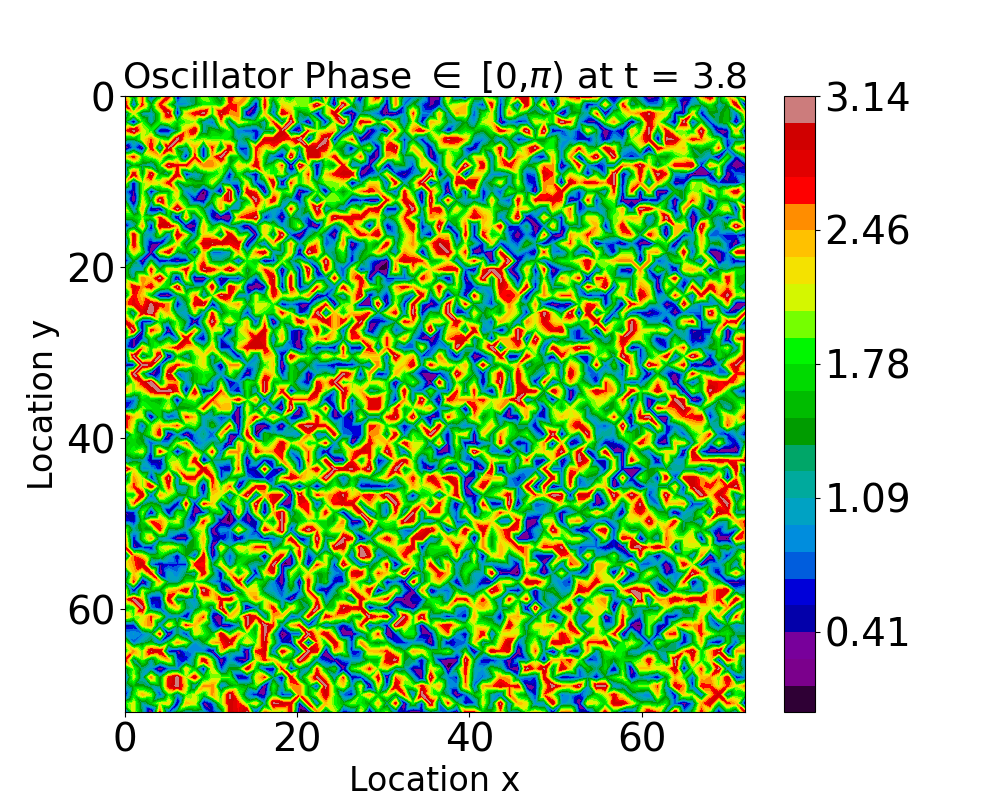 Oscillator Phase ∈ [0,π) at t = 3.8
0
20
40
60
Location y
0 20 40 60
Location x
3.14
2.46
1.78
1.09
0.41